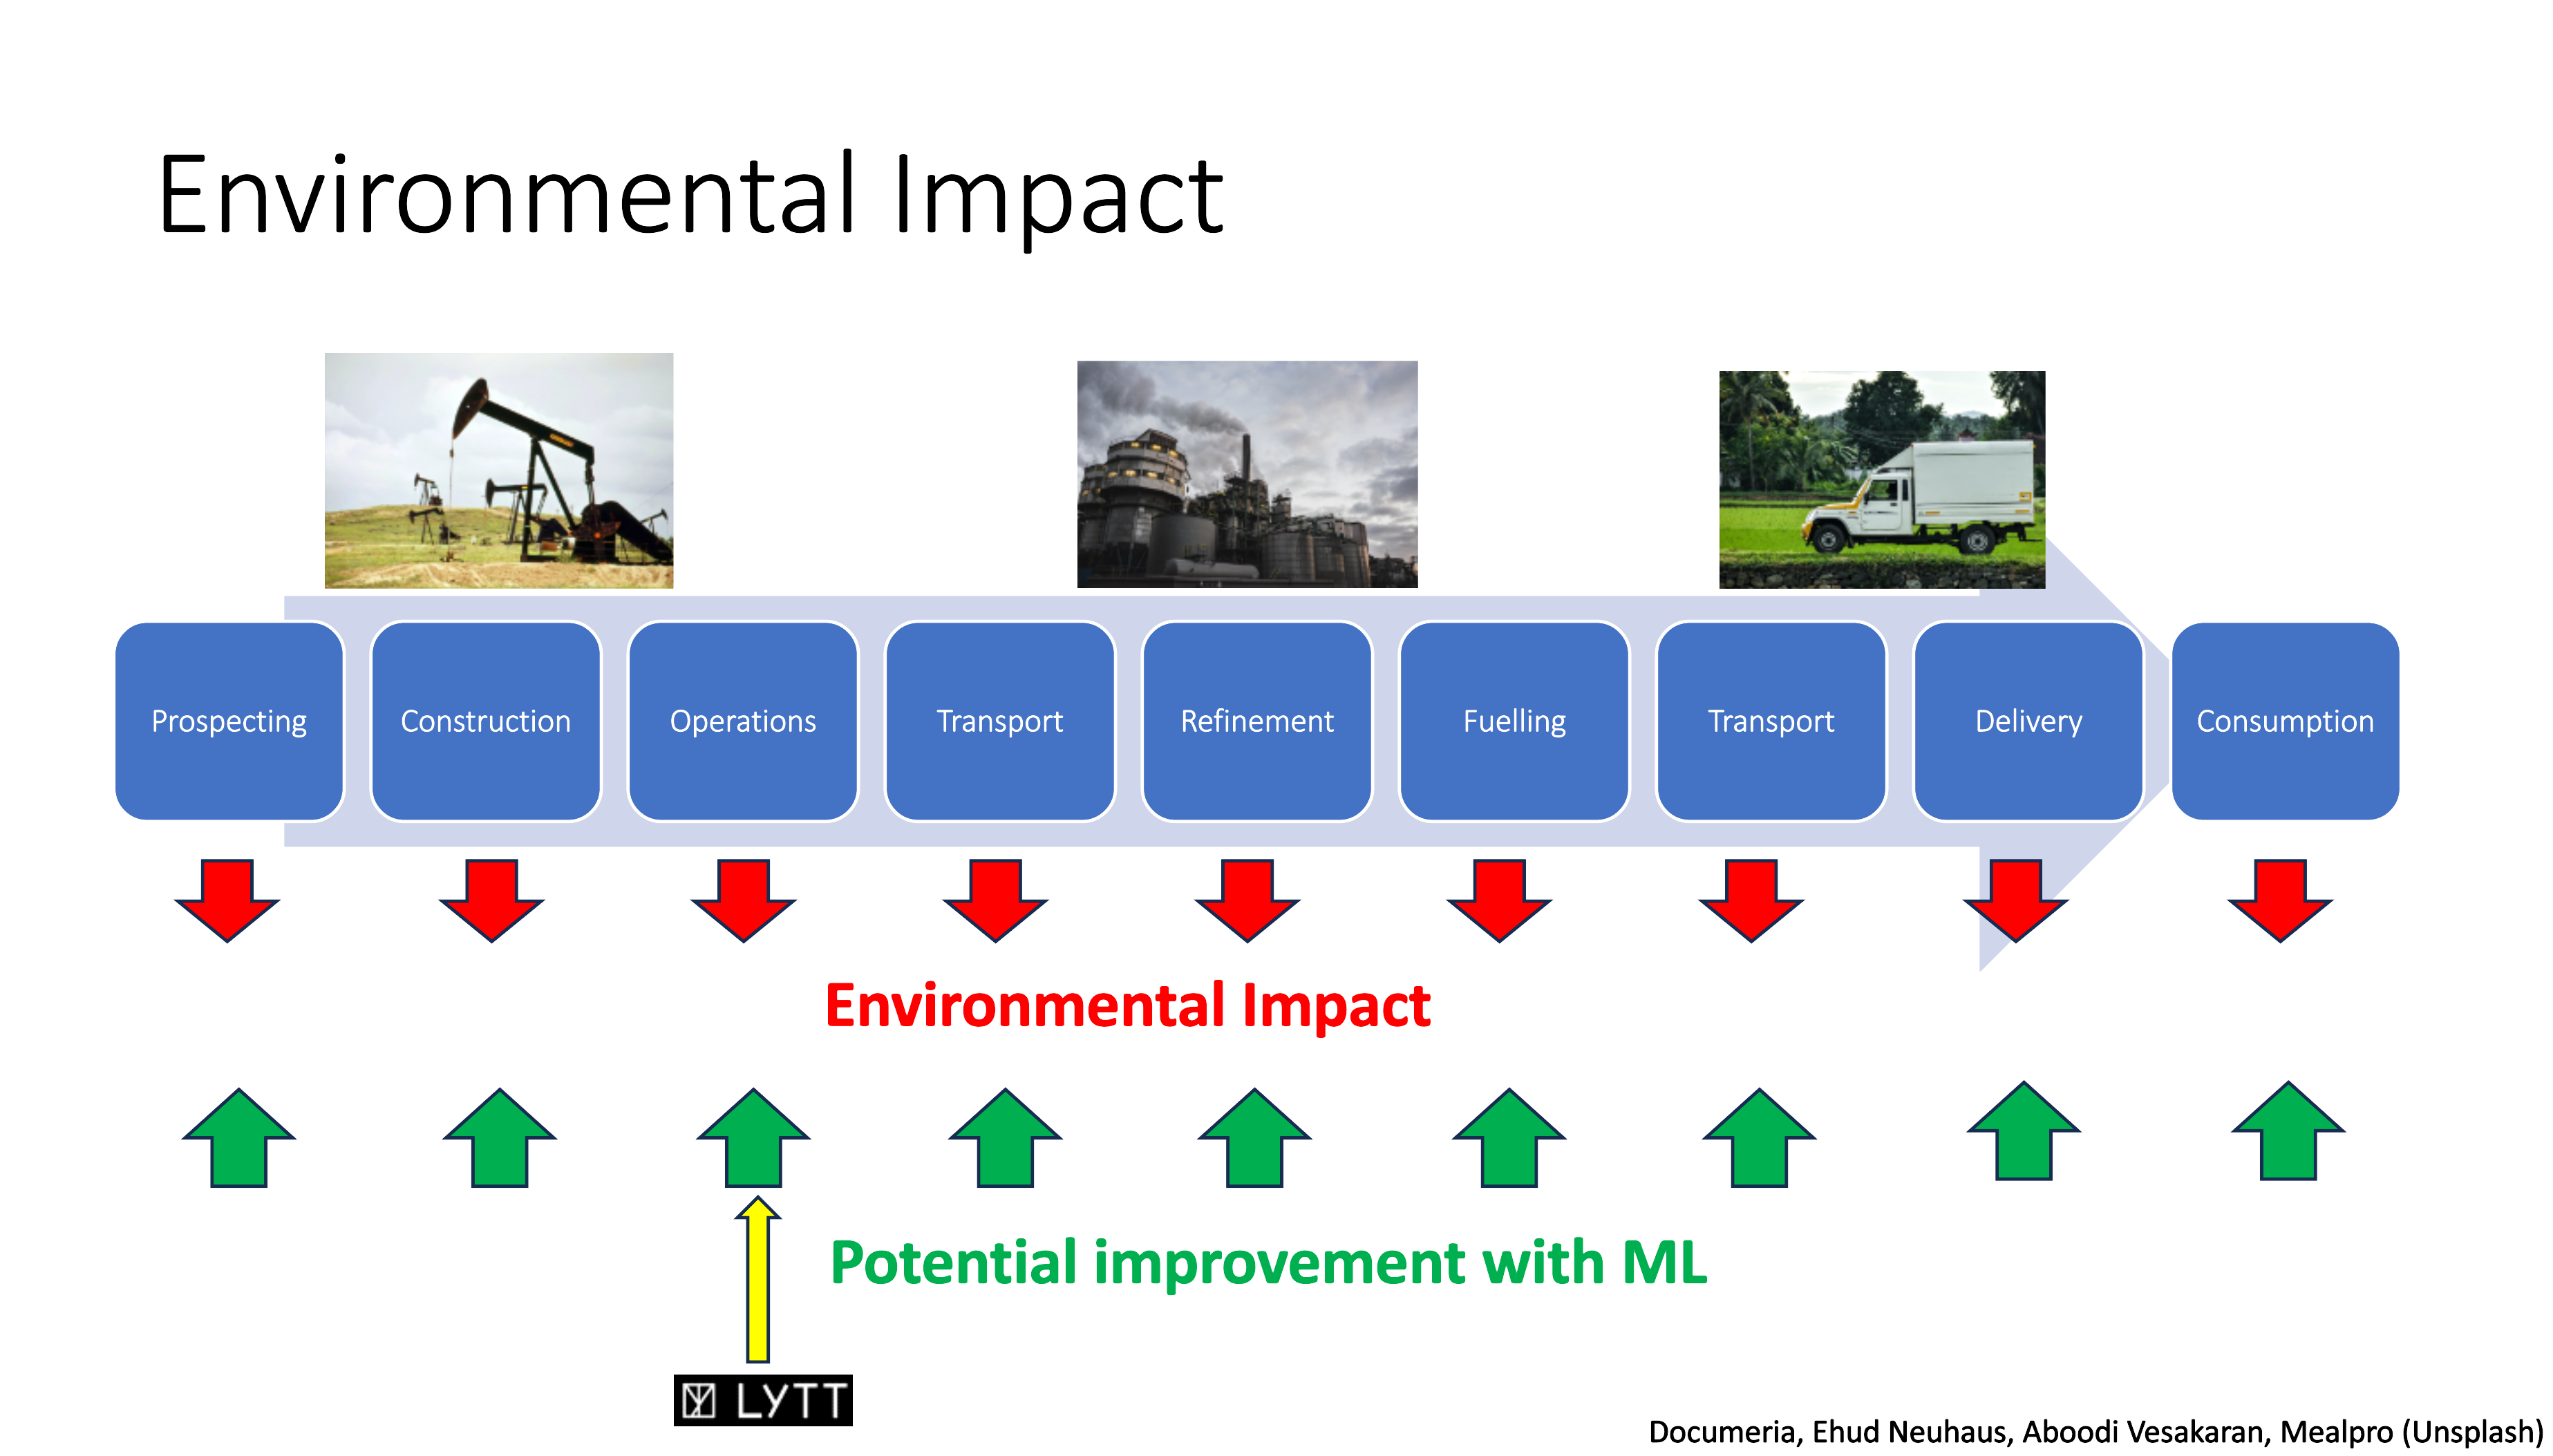 Environmental Impact
Prospecting
Construction
Operations
Transport
Refinement
Fuelling
Transport
Delivery
Consumption
Environmental Impact
Potential improvement with ML
LYTT
Documeria, Ehud Neuhaus, Aboodi Vesakaran, Mealpro (Unsplash)